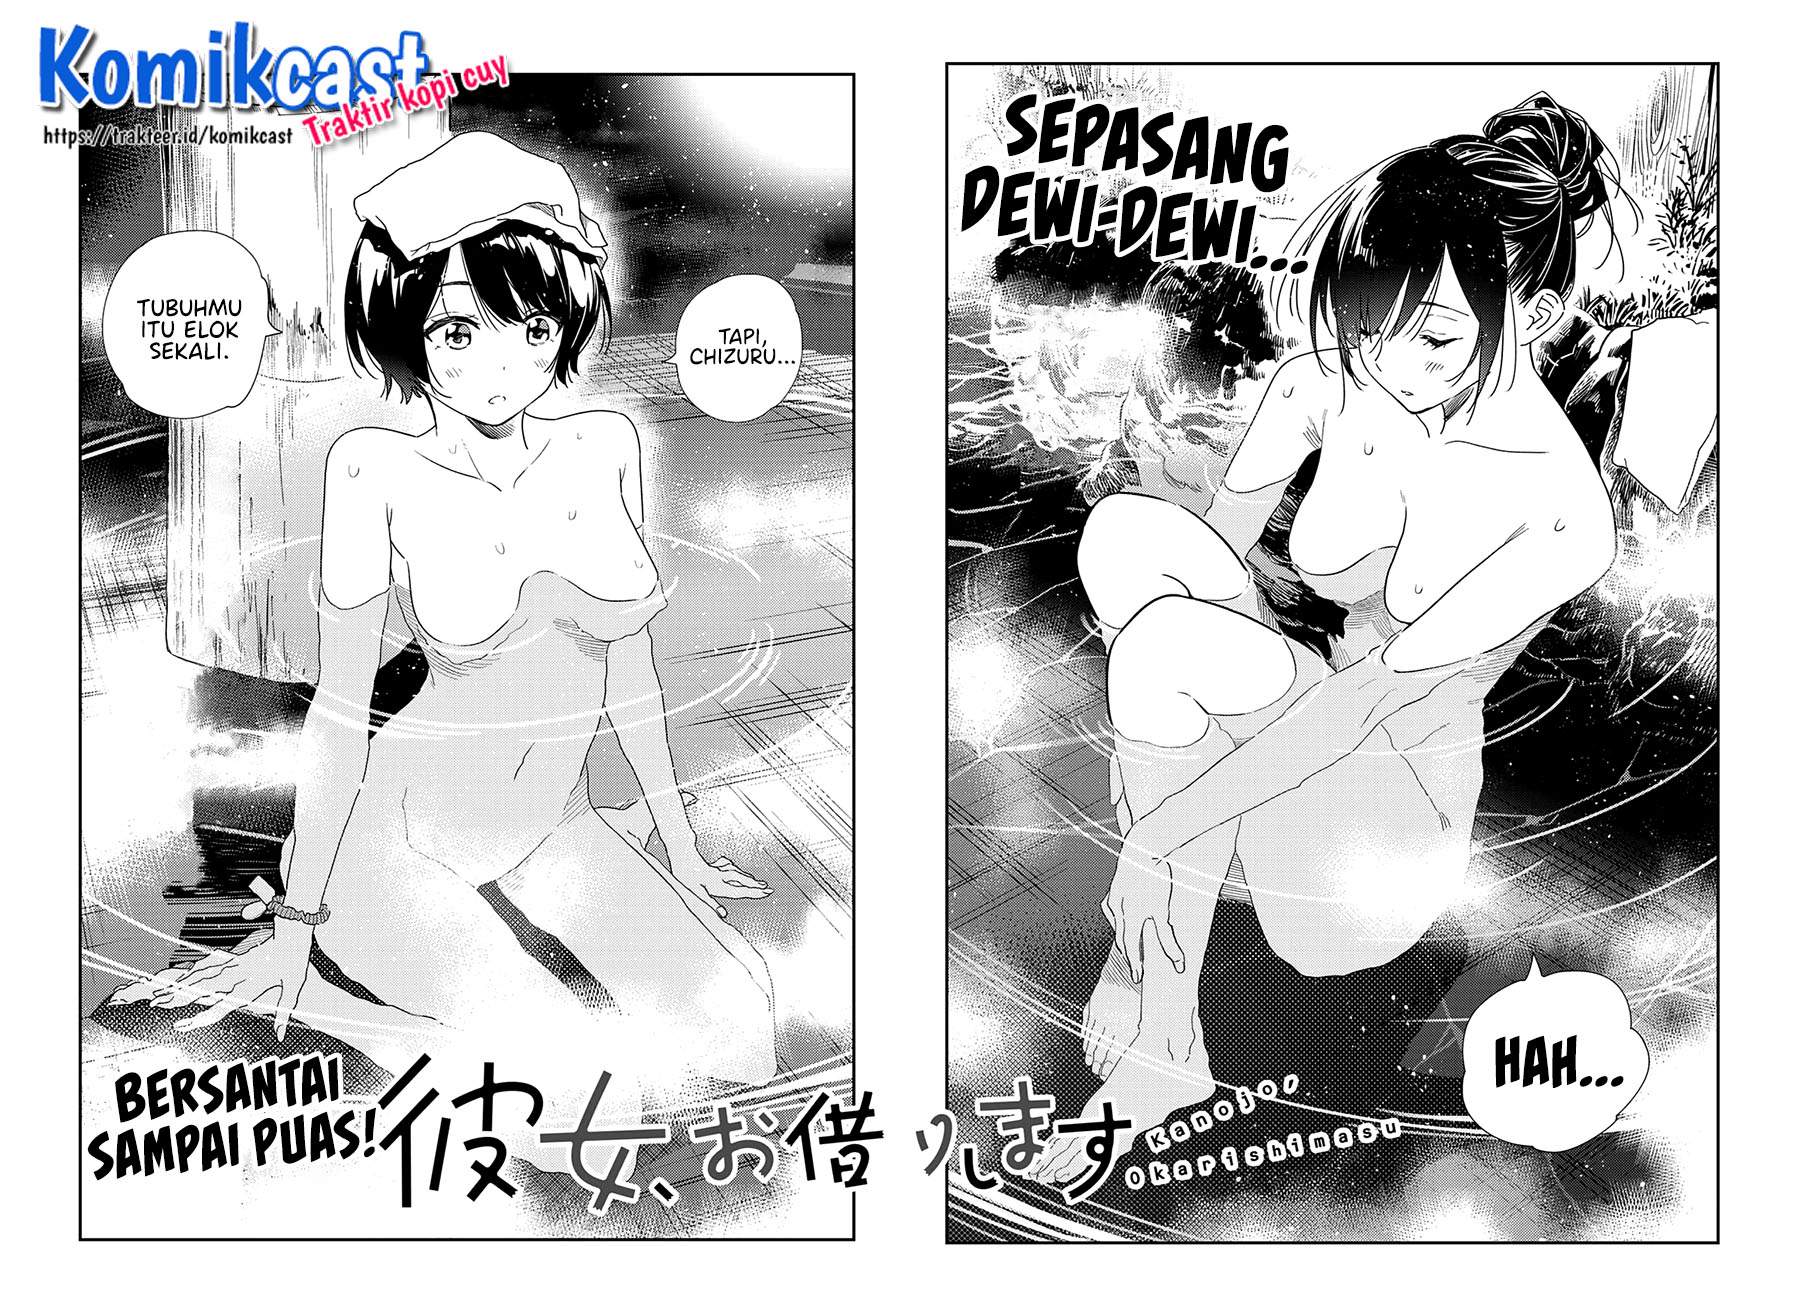 Komikcast
Traktir kopi cuy
https://trakteer.id/komikcast
SEPASANG
DEWI-DEWI...
HAH...
TAPI,
CHIZURU...
TUBUHMU
ITU ELOK
SEKALI.
BERSANTAI
SAMPAI PUAS!
彼女、お借りします
Kanojo,
Okarishimasu